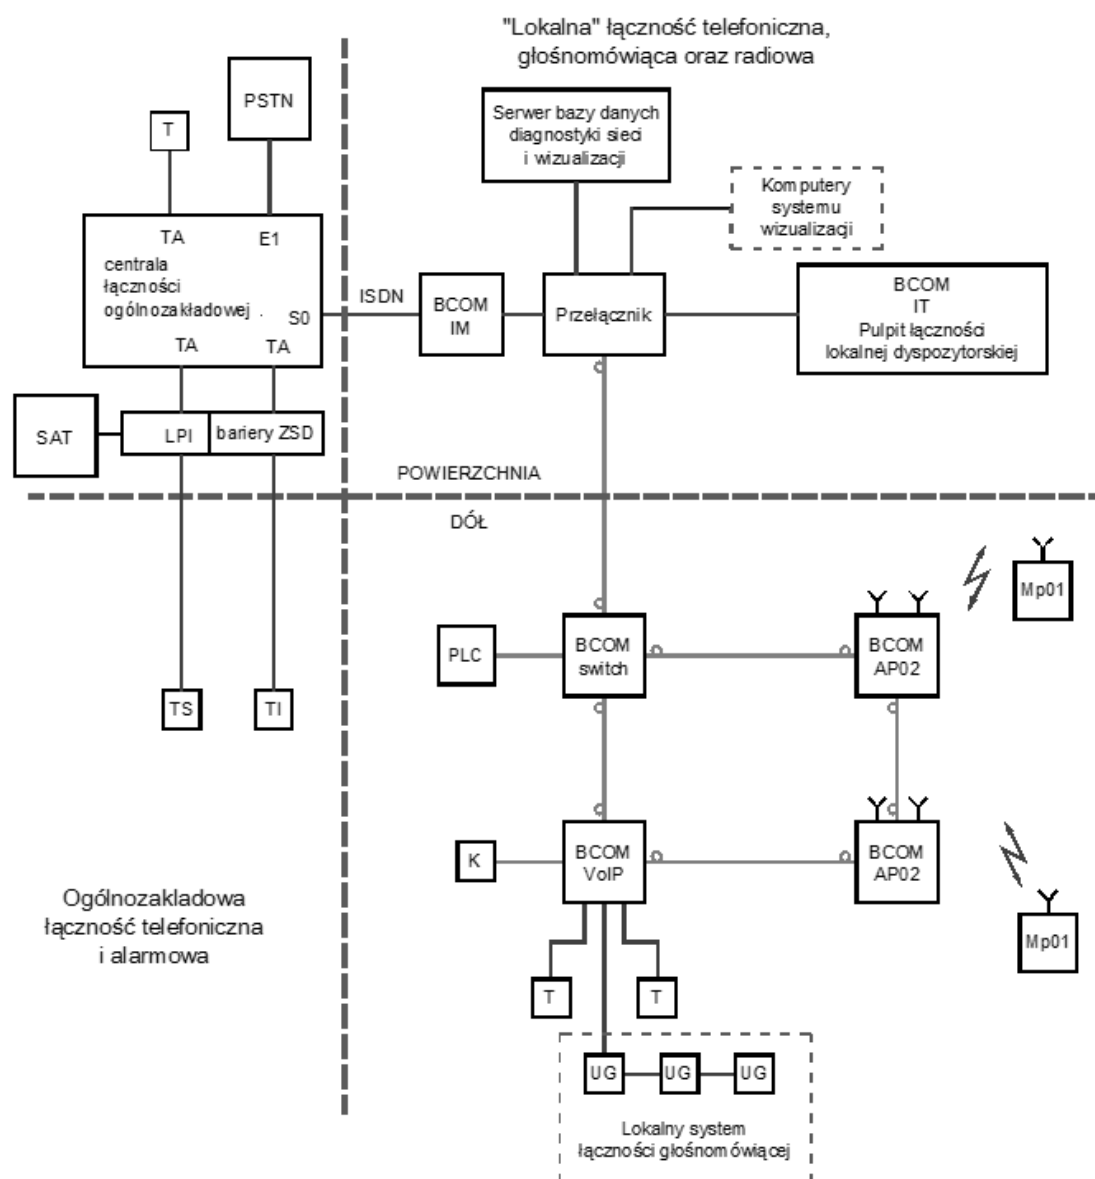 "Lokalna" łączność telefoniczna,
głośnomówiąca oraz radiowa
PSTN
T
Serwer bazy danych
diagnostyki sieci
i wizualizacji
Komputery
systemu
wizualizacji
TA
E1
centrala
łączności
ogólnozakładowej .
S0
TA
TA
ISDN
BCOM
IM
Przełącznik
BCOM
IT
Pulpit łączności
lokalnej dyspozytorskiej
SAT
LPI
bariery ZSD
POWIERZCHNIA
DÓŁ
Mp01
PLC
BCOM
switch
BCOM
AP02
TS
TI
K
BCOM
VoIP
BCOM
AP02
Mp01
Ogólnozakladowa
łączność telefoniczna
i alarmowa
T
T
UG
UG
UG
Lokalny system
łączności głośnomówiącej